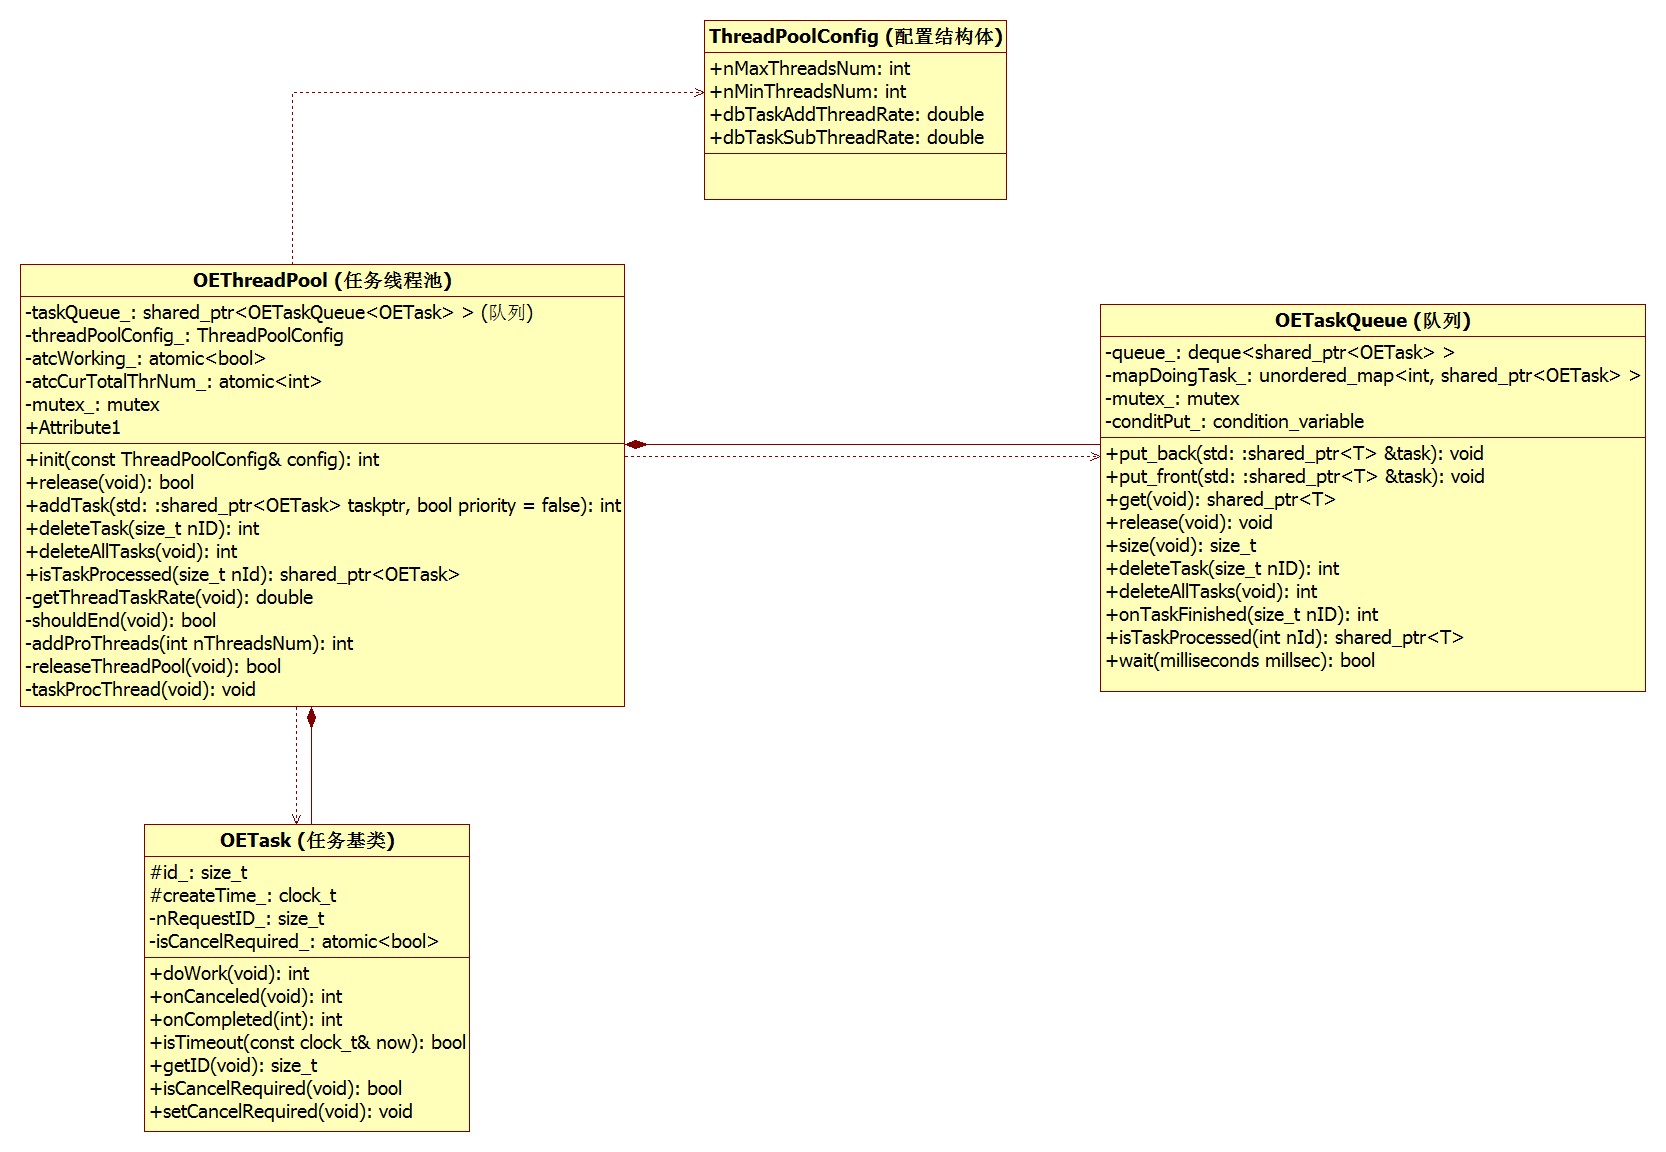 ThreadPoolConfig (配置结构体)
+nMaxThreadsNum: int
+nMinThreadsNum: int
+dbTaskAddThreadRate: double
+dbTaskSubThreadRate: double
OEThreadPool (任务线程池)
-taskQueue_: shared_ptr<OETaskQueue<OETask> > (队列)
-threadPoolConfig_: ThreadPoolConfig
-atcWorking_: atomic<bool>
-atcCurTotalThrNum_: atomic<int>
-mutex_: mutex
+Attribute1
+init(const ThreadPoolConfig& config): int
+release(void): bool
+addTask(std: :shared_ptr<OETask> taskptr, bool priority = false): int
+deleteTask(size_t nID): int
+deleteAllTasks(void): int
+isTaskProcessed(size_t nId): shared_ptr<OETask>
-getThreadTaskRate(void): double
-shouldEnd(void): bool
-addProThreads(int nThreadsNum): int
-releaseThreadPool(void): bool
-taskProcThread(void): void
OETaskQueue (队列)
-queue_: deque<shared_ptr<OETask> >
-mapDoingTask_: unordered_map<int, shared_ptr<OETask> >
-mutex_: mutex
-conditPut_: condition_variable
+put_back(std: :shared_ptr<T> &task): void
+put_front(std: :shared_ptr<T> &task): void
+get(void): shared_ptr<T>
+release(void): void
+size(void): size_t
+deleteTask(size_t nID): int
+deleteAllTasks(void): int
+onTaskFinished(size_t nID): int
+isTaskProcessed(int nId): shared_ptr<T>
+wait(milliseconds millsec): bool
OETask (任务基类)
#id_: size_t
#createTime_: clock_t
-nRequestID_: size_t
-isCancelRequired_: atomic<bool>
+doWork(void): int
+onCanceled(void): int
+onCompleted(int): int
+isTimeout(const clock_t& now): bool
+getID(void): size_t
+isCancelRequired(void): bool
+setCancelRequired(void): void